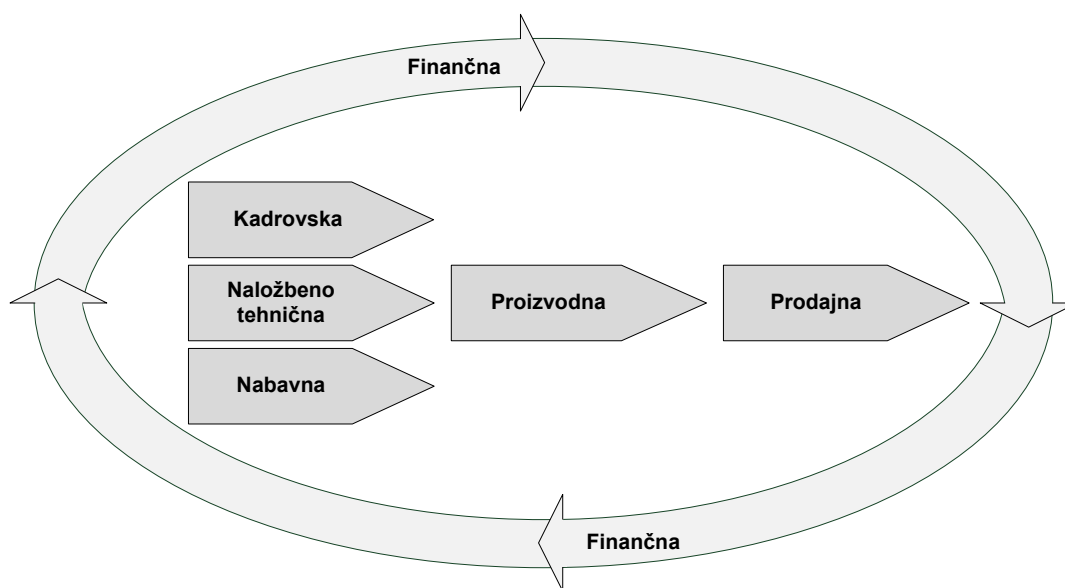 Finančna
Kadrovska
Naložbeno
tehnična
Proizvodna
Prodajna
Nabavna
Finančna